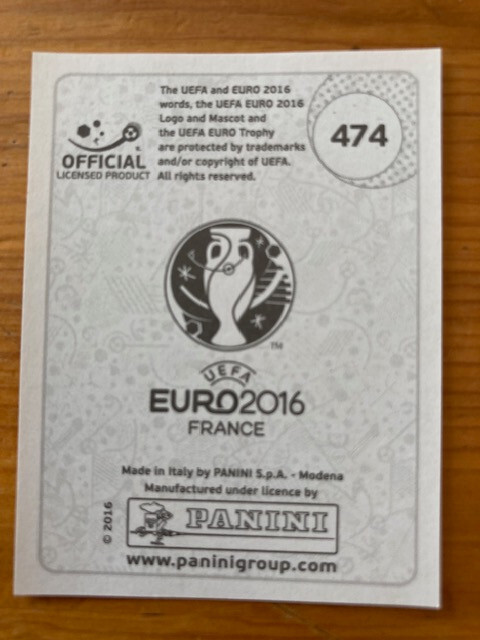 The UEFA and EURO 2016
words, the UEFA EURO 2016
Logo and Mascot and
the UEFA EURO Trophy
are protected by trademarks
and/or copyright of UEFA.
All rights reserved.
OFFICIAL
LICENSED PRODUCT
474
TM
UEFA
EURO2016
FRANCE
Made in Italy by PANINI S.p.A. - Modena
Manufactured under licence by
© 2016
PANINI
www.paninigroup.com